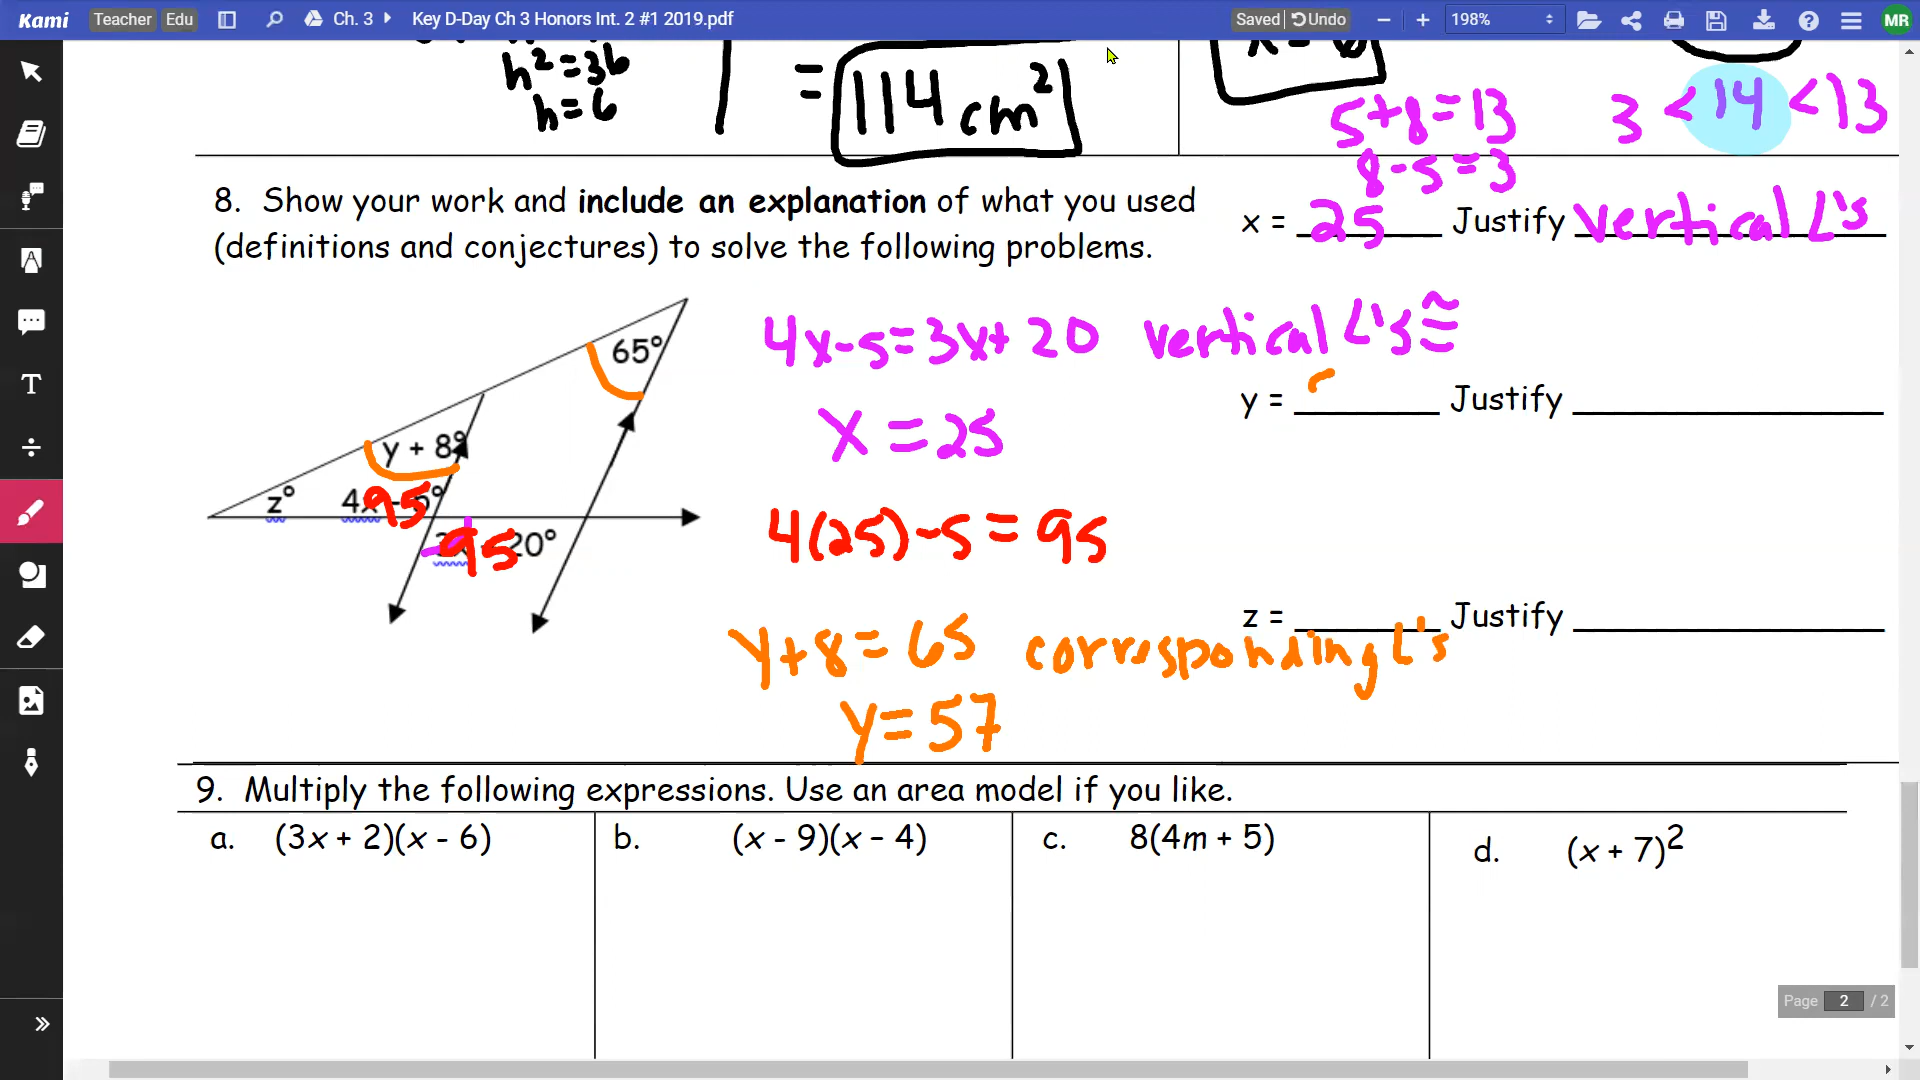 Kami Teacher Edu Ch. 3 Key D-Day Ch 3 Honors Int. 2 #1 2019.pdf Saved Undo 198% MR
h² = 36
h = 6
= 114 cm²
5+8=13
8-5=3
3 < 14 < 13
8. Show your work and include an explanation of what you used
(definitions and conjectures) to solve the following problems.
x = 25 Justify vertical ∠'s
65°
y + 8°
z°
95
95
20°
4x-5=3x+20 vertical ∠'s ≅
x = 25
4(25)-5=95
y+8=65 corresponding ∠'s
y=57
y = Justify
z = Justify
9. Multiply the following expressions. Use an area model if you like.
a. (3x + 2)(x - 6)
b. (x - 9)(x - 4)
c. 8(4m + 5)
d. (x + 7)²
Page 2 / 2